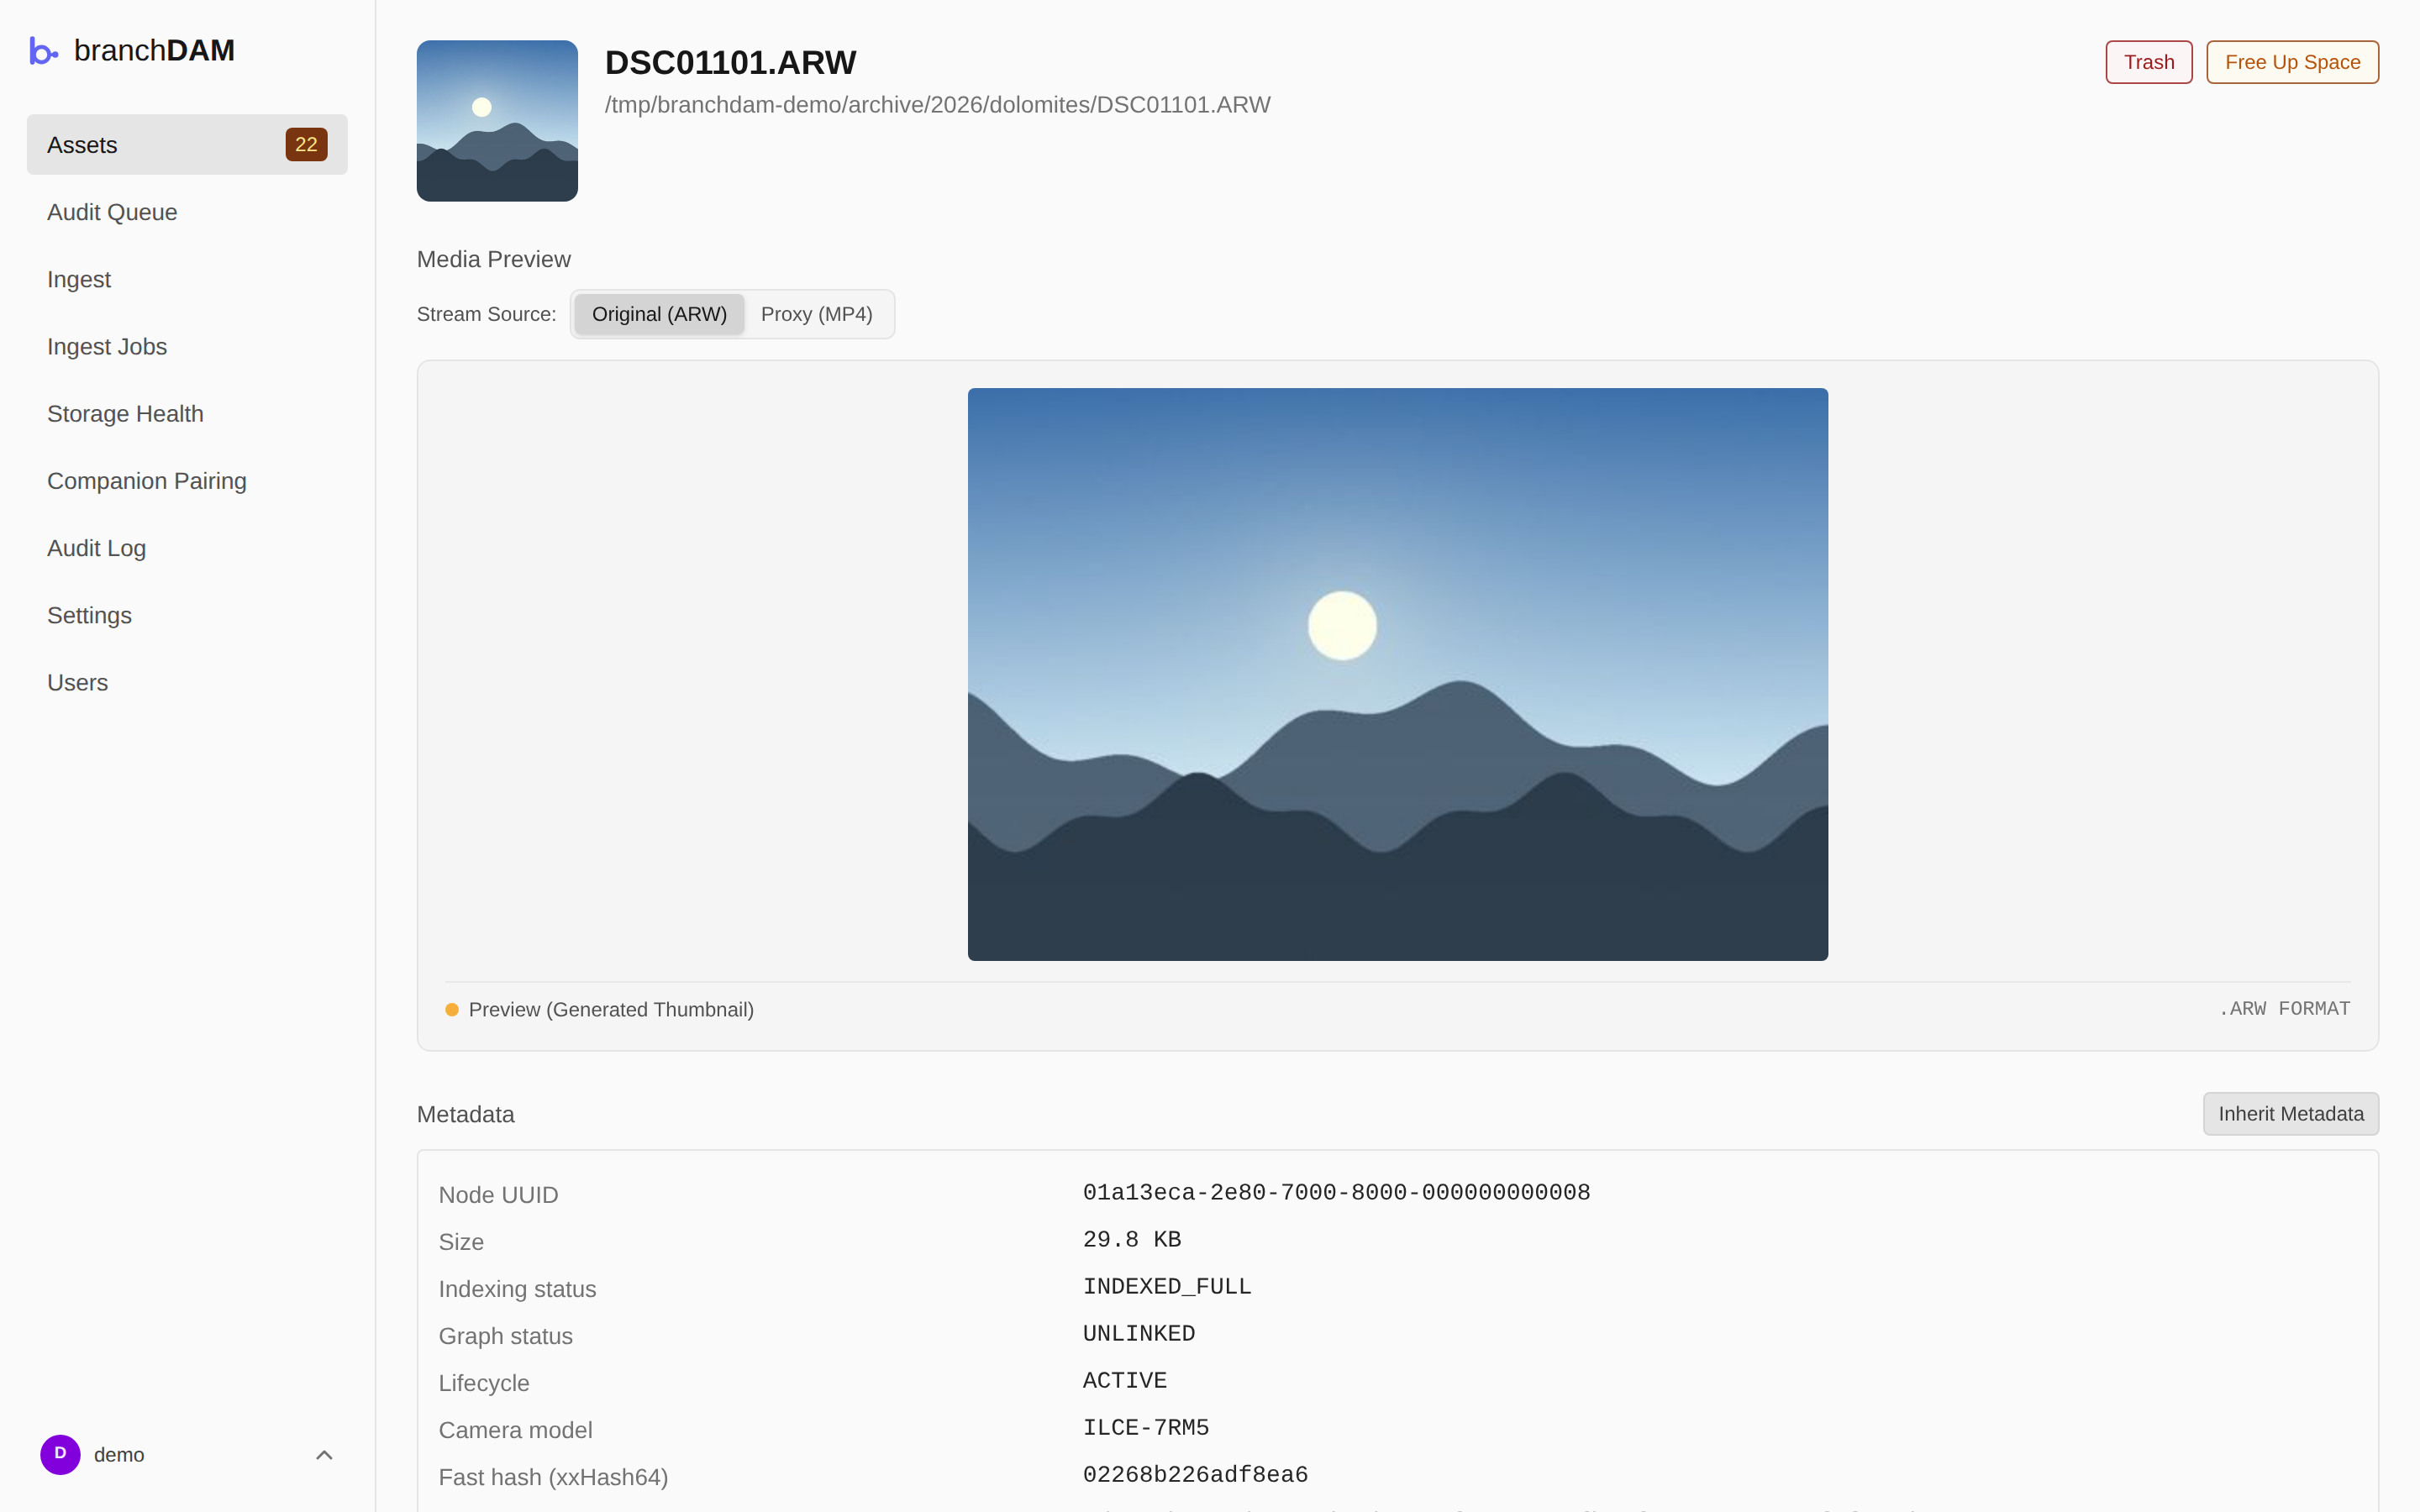 branchDAM
Assets 22
Audit Queue
Ingest
Ingest Jobs
Storage Health
Companion Pairing
Audit Log
Settings
Users
D demo
DSC01101.ARW
/tmp/branchdam-demo/archive/2026/dolomites/DSC01101.ARW
Trash
Free Up Space
Media Preview
Stream Source: Original (ARW) Proxy (MP4)
Preview (Generated Thumbnail)
.ARW FORMAT
Metadata
Inherit Metadata
Node UUID 01a13eca-2e80-7000-8000-000000000008
Size 29.8 KB
Indexing status INDEXED_FULL
Graph status UNLINKED
Lifecycle ACTIVE
Camera model ILCE-7RM5
Fast hash (xxHash64) 02268b226adf8ea6